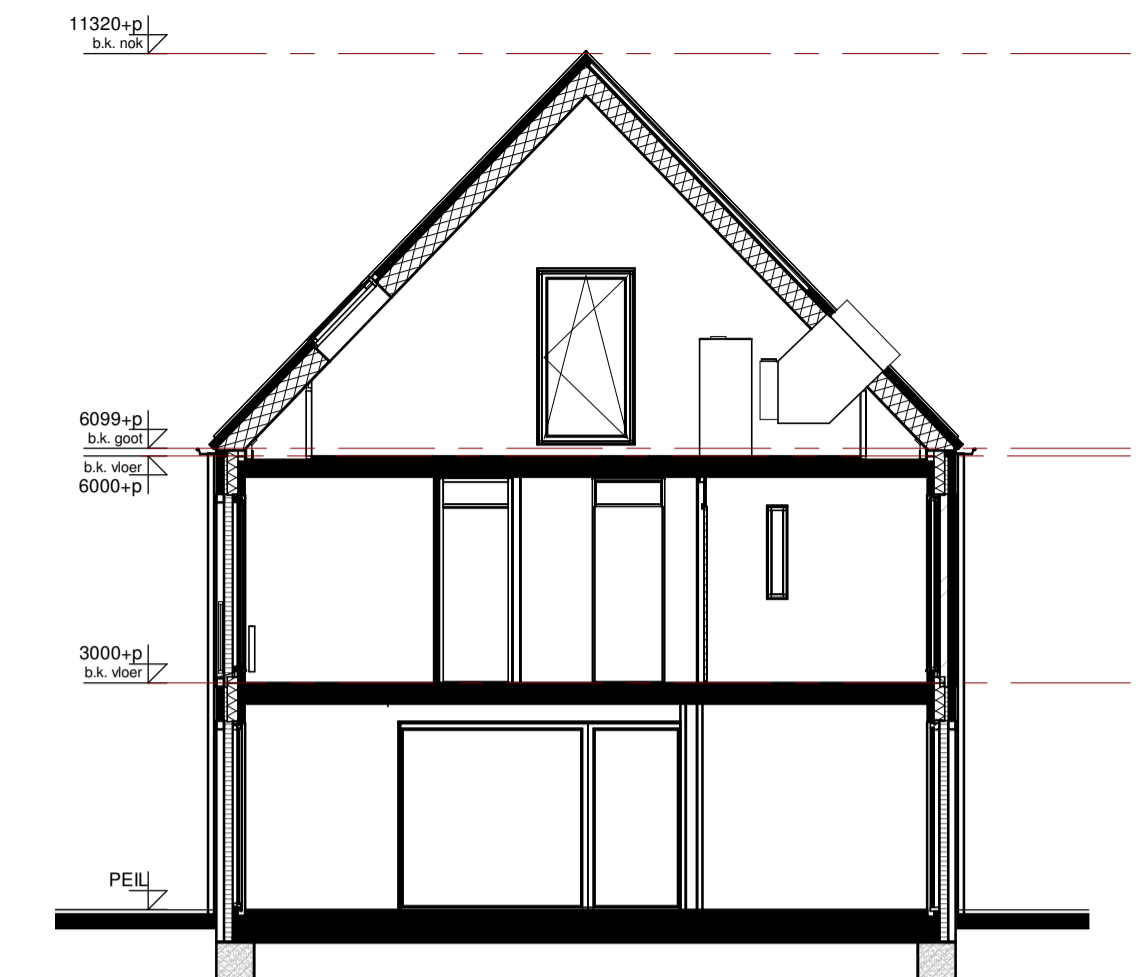 11320+p
b.k. nok
6099+p
b.k. goot
b.k. vloer
6000+p
3000+p
b.k. vloer
PEIL